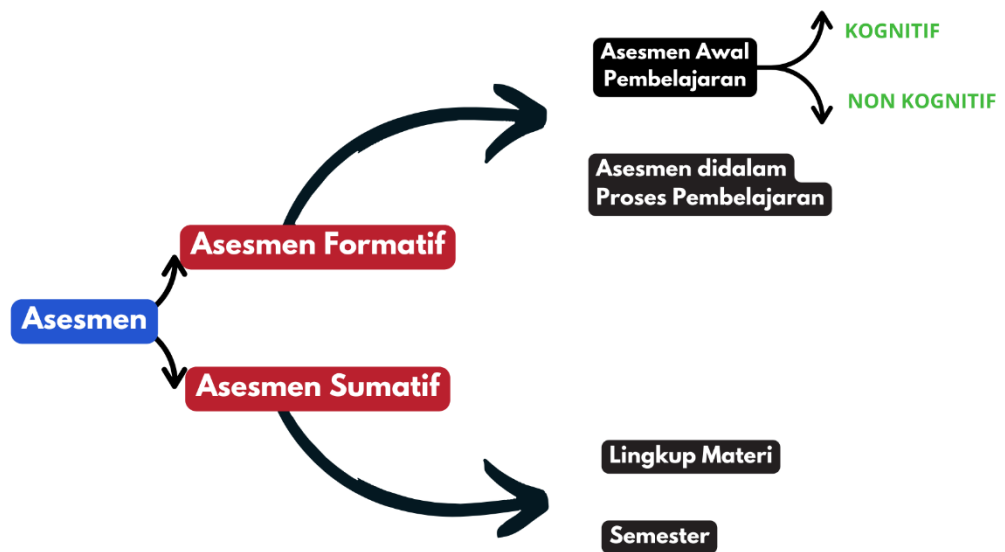 Asesmen Awal
Pembelajaran
KOGNITIF
NON KOGNITIF
Asesmen didalam
Proses Pembelajaran
Asesmen Formatif
Asesmen
Asesmen Sumatif
Lingkup Materi
Semester